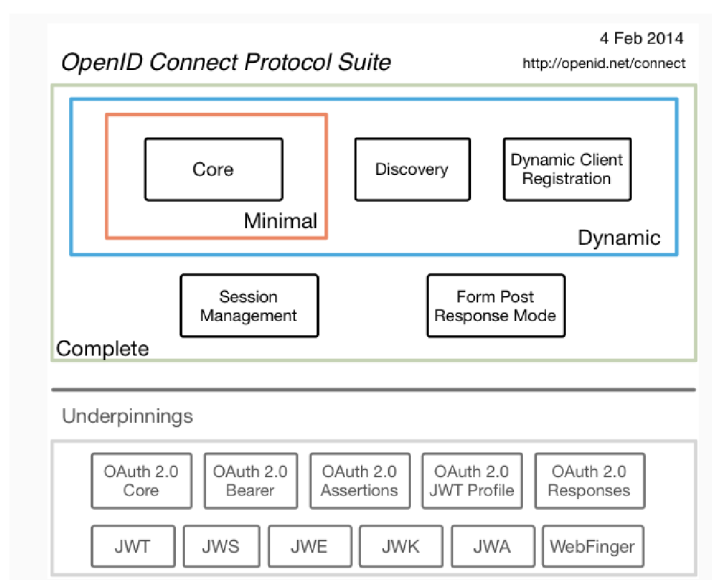 4 Feb 2014
OpenID Connect Protocol Suite
http://openid.net/connect
Core
Discovery
Dynamic Client
Registration
Minimal
Dynamic
Session
Management
Form Post
Response Mode
Complete
Underpinnings
OAuth 2.0
Core
OAuth 2.0
Bearer
OAuth 2.0
Assertions
OAuth 2.0
JWT Profile
OAuth 2.0
Responses
JWT
JWS
JWE
JWK
JWA
WebFinger